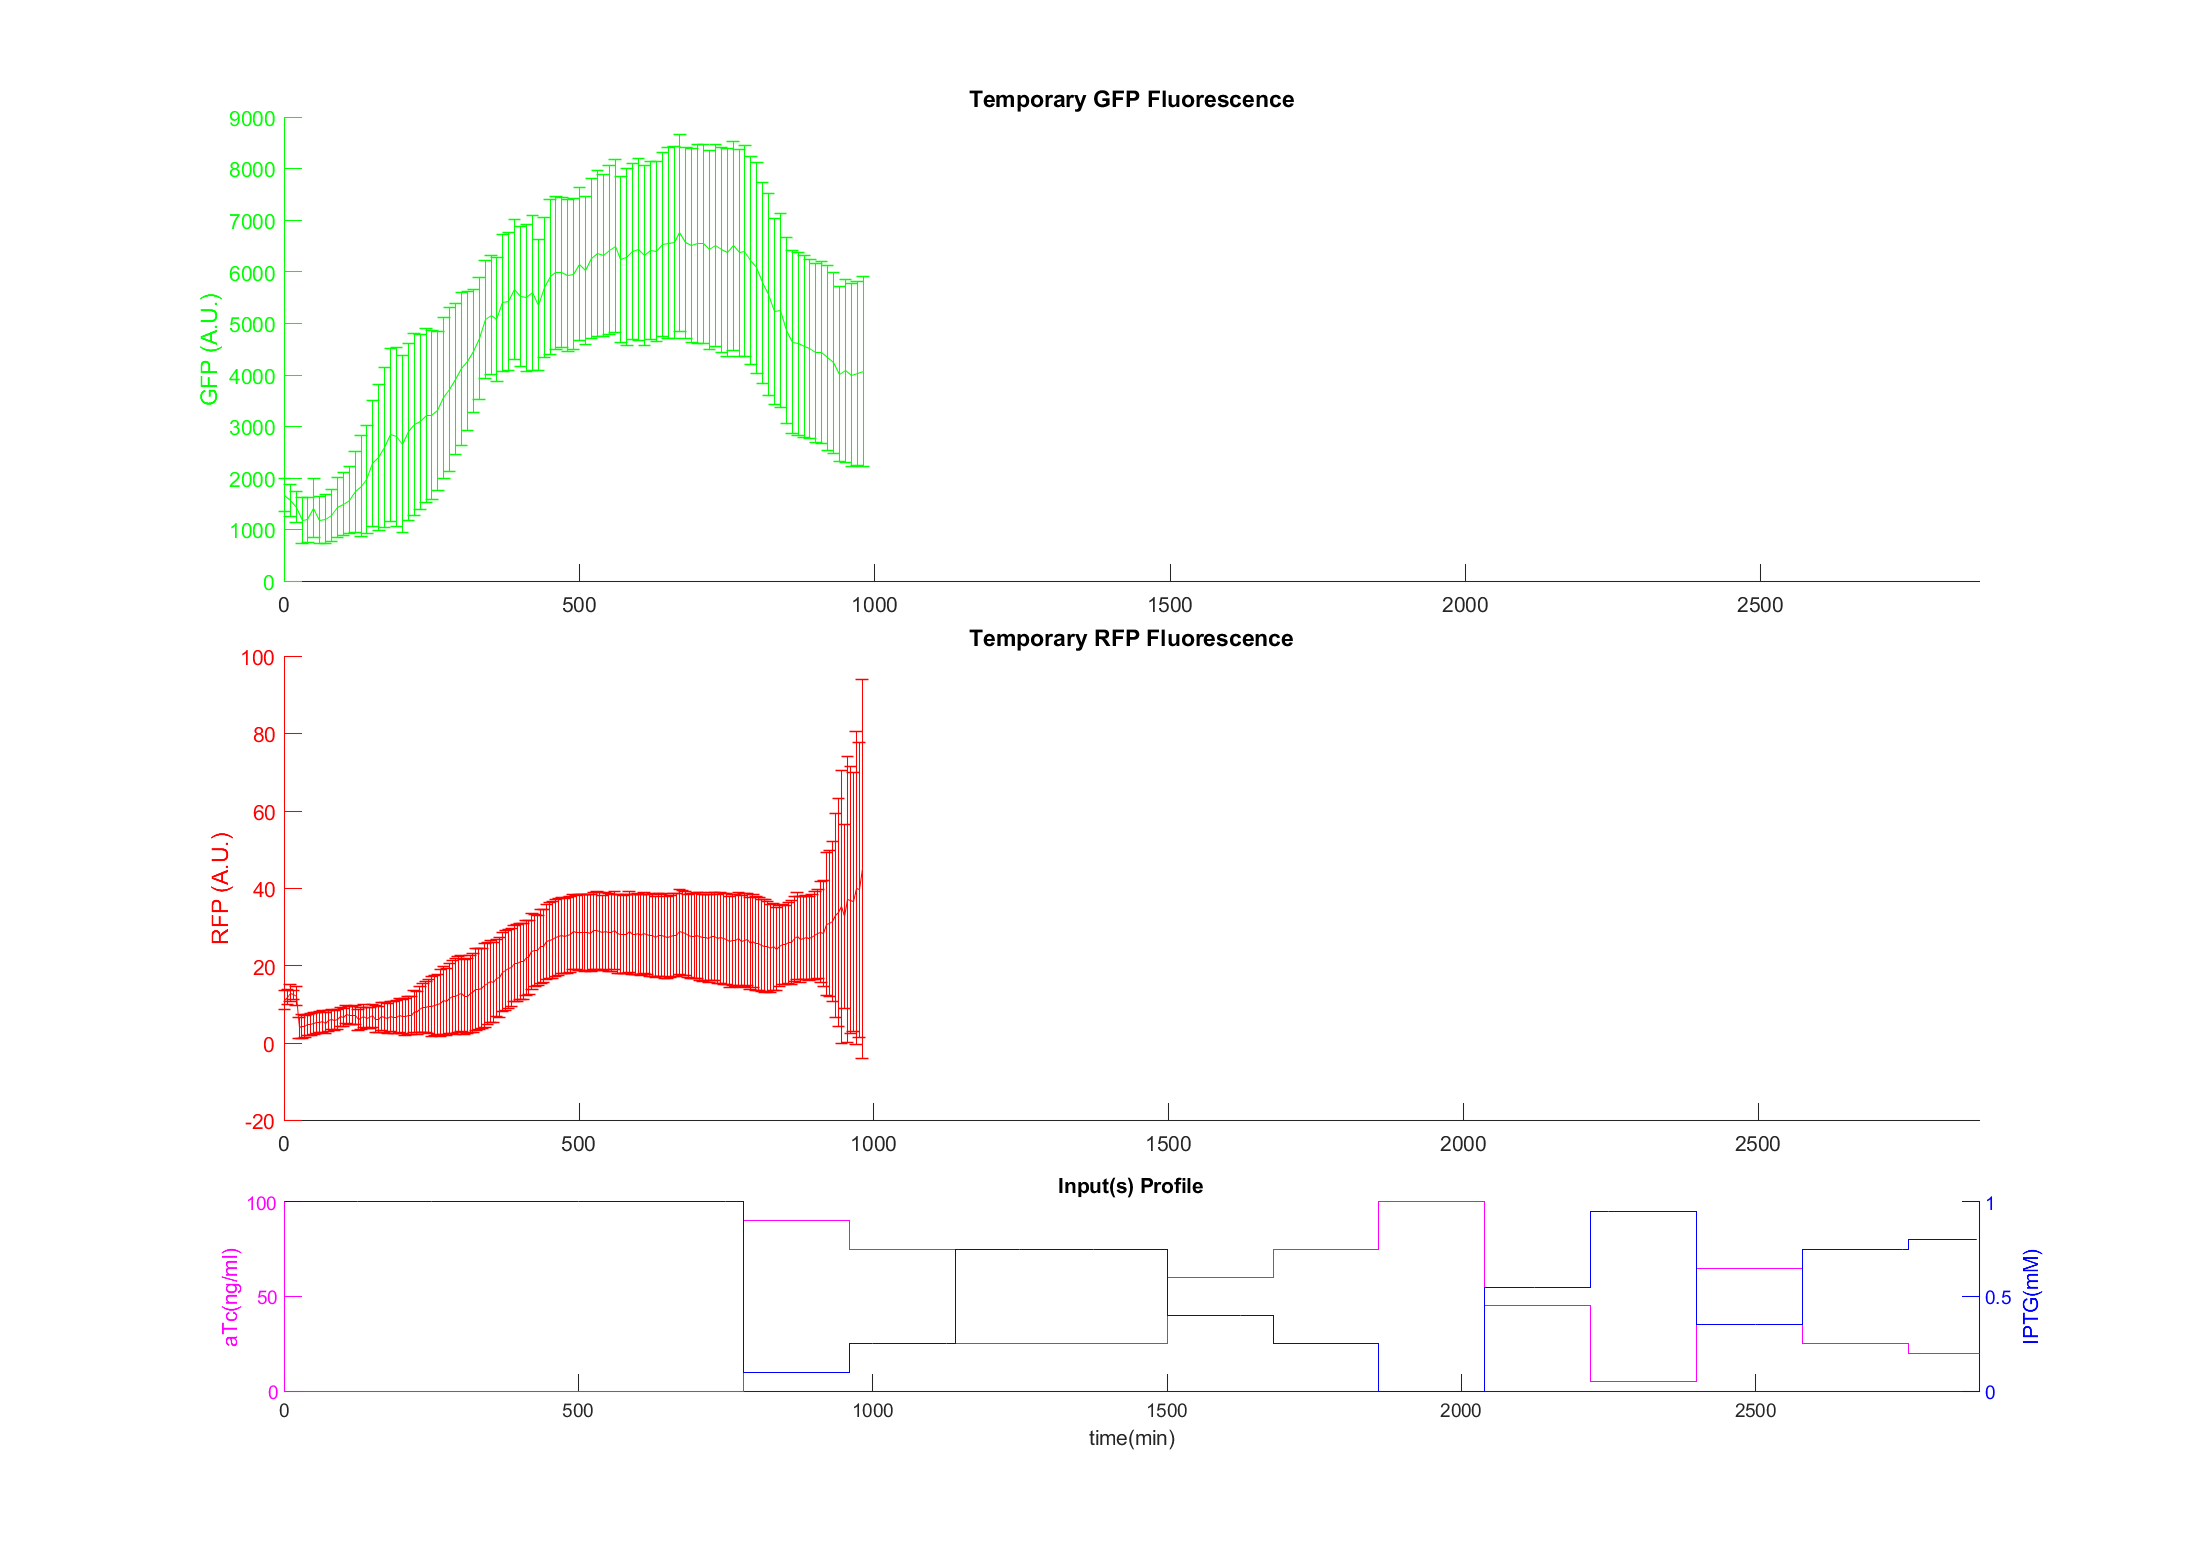 Temporary GFP Fluorescence
9000
8000
7000
6000
5000
4000
3000
2000
1000
0
GFP (A.U.)
0 500 1000 1500 2000 2500
Temporary RFP Fluorescence
100
80
60
40
20
0
-20
RFP (A.U.)
0 500 1000 1500 2000 2500
Input(s) Profile
100
50
0
aTc(ng/ml)
1
0.5
0
IPTG(mM)
0 500 1000 1500 2000 2500
time(min)